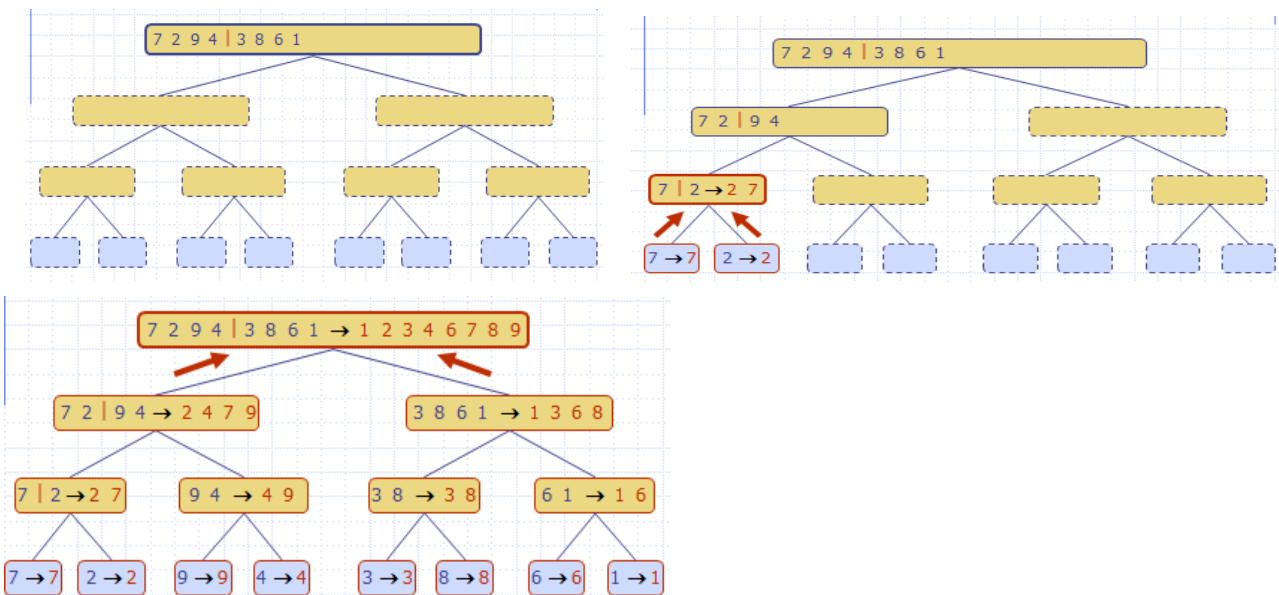 7 2 9 4 | 3 8 6 1
7 2 9 4 | 3 8 6 1
7 2 | 9 4
7 | 2 → 2 7
7 → 7 2 → 2
7 2 9 4 | 3 8 6 1 → 1 2 3 4 6 7 8 9
7 2 | 9 4 → 2 4 7 9 3 8 6 1 → 1 3 6 8
7 | 2 → 2 7 9 4 → 4 9 3 8 → 3 8 6 1 → 1 6
7 → 7 2 → 2 9 → 9 4 → 4 3 → 3 8 → 8 6 → 6 1 → 1